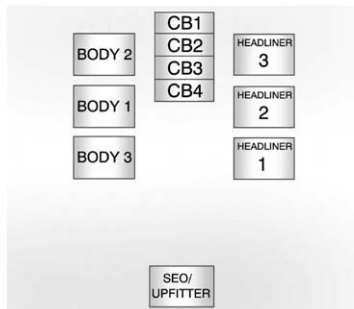 CB1
BODY 2
CB2
HEADLINER
3
CB3
CB4
BODY 1
HEADLINER
2
BODY 3
HEADLINER
1
SEO/
UPFITTER